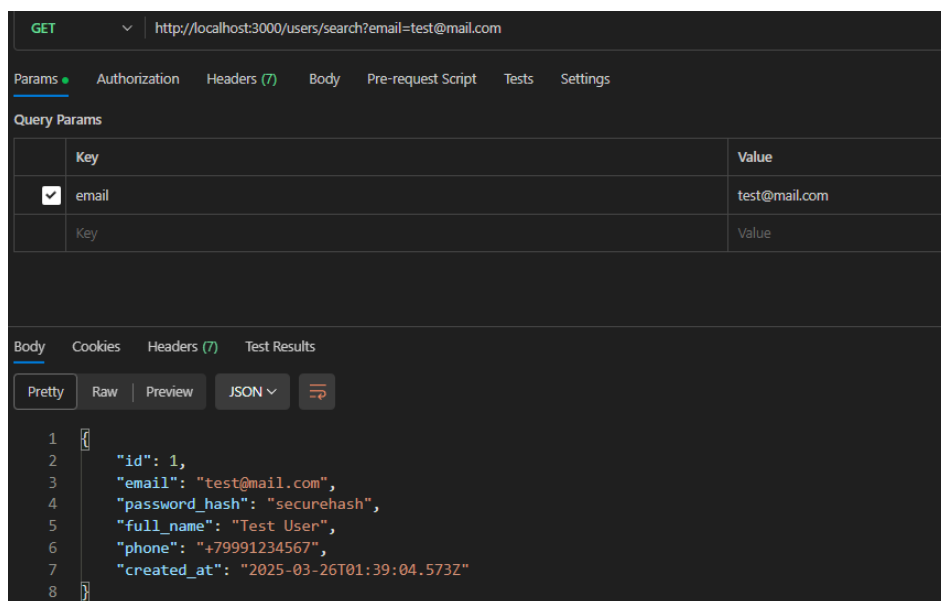 GET http://localhost:3000/users/search?email=test@mail.com
Params Authorization Headers (7) Body Pre-request Script Tests Settings
Query Params
Key Value
email test@mail.com
Key Value
Body Cookies Headers (7) Test Results
Pretty Raw Preview JSON
1 {
2 "id": 1,
3 "email": "test@mail.com",
4 "password_hash": "securehash",
5 "full_name": "Test User",
6 "phone": "+79991234567",
7 "created_at": "2025-03-26T01:39:04.573Z"
8 }